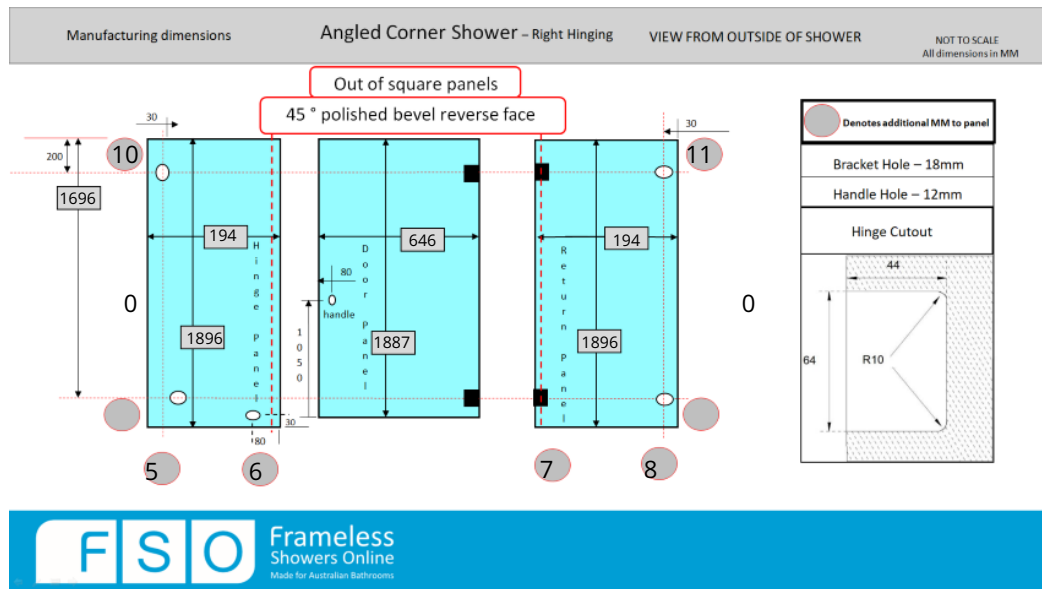 Manufacturing dimensions
Angled Corner Shower – Right Hinging
VIEW FROM OUTSIDE OF SHOWER
NOT TO SCALE
All dimensions in MM
Out of square panels
45 ° polished bevel reverse face
30
30
200
10
11
1696
194
646
194
80
handle
0
0
1896
1887
1896
1050
Hinge Panel
Door Panel
Return Panel
30
80
5
6
7
8
Denotes additional MM to panel
Bracket Hole – 18mm
Handle Hole – 12mm
Hinge Cutout
44
64
R10
FSO
Frameless
Showers Online
Made for Australian Bathrooms